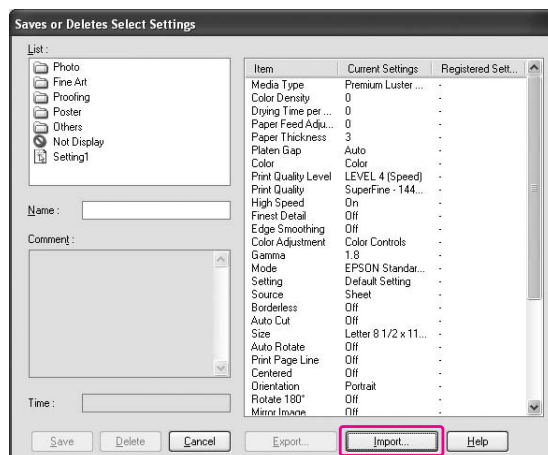 Saves or Deletes Select Settings
List :
Photo
Fine Art
Proofing
Poster
Others
Not Display
Setting1
Name :
Comment :
Time :
Item Current Settings Registered Sett...
Media Type Premium Luster ... -
Color Density 0 -
Drying Time per ... 0 -
Paper Feed Adju... 0 -
Paper Thickness 3 -
Platen Gap Auto -
Color Color -
Print Quality Level LEVEL 4 (Speed) -
Print Quality SuperFine - 144... -
High Speed On -
Finest Detail Off -
Edge Smoothing Off -
Color Adjustment Color Controls -
Gamma 1.8 -
Mode EPSON Standar... -
Setting Default Setting -
Source Sheet -
Borderless Off -
Auto Cut Off -
Size Letter 8 1/2 x 11... -
Auto Rotate Off -
Print Page Line Off -
Centered Off -
Orientation Portrait -
Rotate 180° Off -
Mirror Image Off -
Save Delete Cancel Export... Import... Help